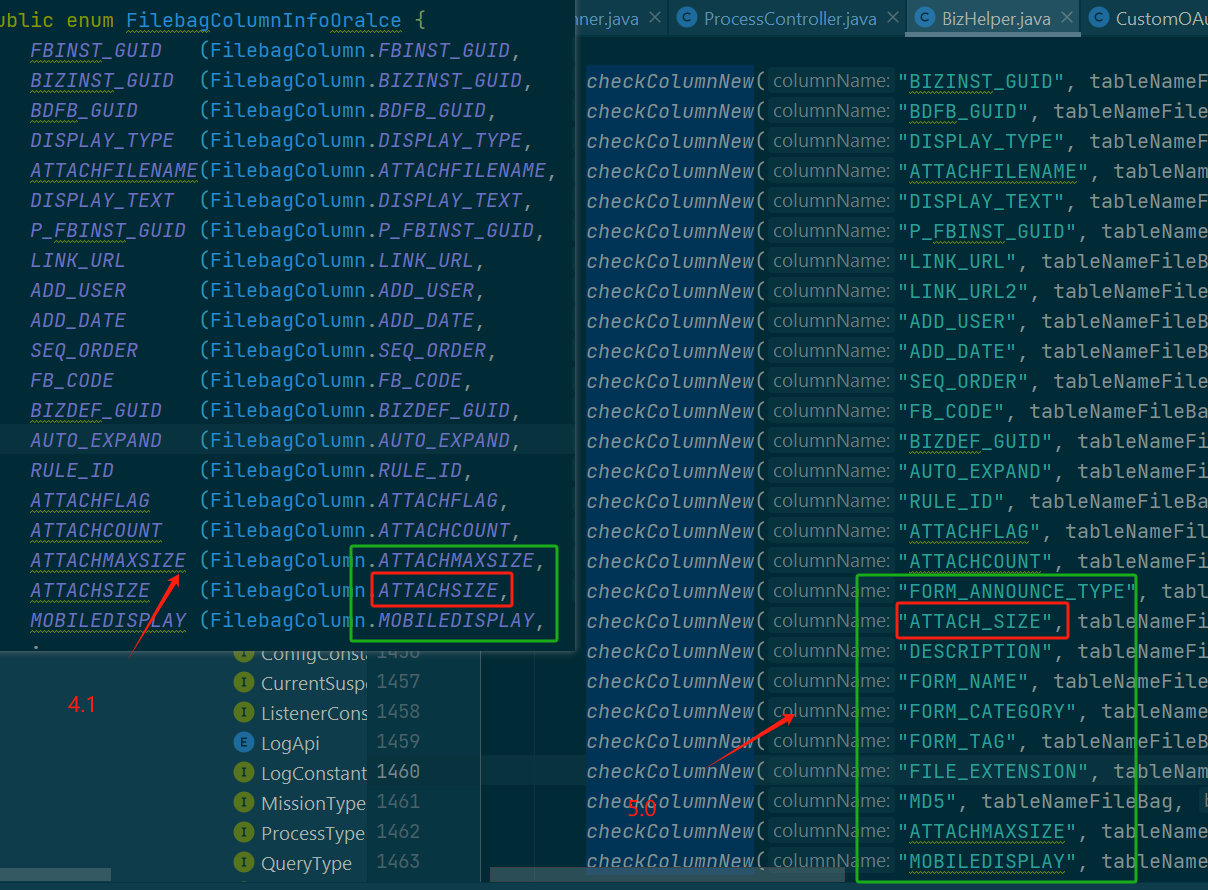 ublic enum FilebagColumnInfoOralce {
FBINST_GUID (FilebagColumn.FBINST_GUID,
BIZINST_GUID (FilebagColumn.BIZINST_GUID,
BDFB_GUID (FilebagColumn.BDFB_GUID,
DISPLAY_TYPE (FilebagColumn.DISPLAY_TYPE,
ATTACHFILENAME(FilebagColumn.ATTACHFILENAME,
DISPLAY_TEXT (FilebagColumn.DISPLAY_TEXT,
P_FBINST_GUID (FilebagColumn.P_FBINST_GUID,
LINK_URL (FilebagColumn.LINK_URL,
ADD_USER (FilebagColumn.ADD_USER,
ADD_DATE (FilebagColumn.ADD_DATE,
SEQ_ORDER (FilebagColumn.SEQ_ORDER,
FB_CODE (FilebagColumn.FB_CODE,
BIZDEF_GUID (FilebagColumn.BIZDEF_GUID,
AUTO_EXPAND (FilebagColumn.AUTO_EXPAND,
RULE_ID (FilebagColumn.RULE_ID,
ATTACHFLAG (FilebagColumn.ATTACHFLAG,
ATTACHCOUNT (FilebagColumn.ATTACHCOUNT,
ATTACHMAXSIZE (FilebagColumn.ATTACHMAXSIZE,
ATTACHSIZE (FilebagColumn.ATTACHSIZE,
MOBILEDISPLAY (FilebagColumn.MOBILEDISPLAY,
4.1
ConfigConsta
CurrentSuspe 1457
ListenerCons 1458
LogApi 1459
LogConstant 1460
MissionType 1461
ProcessType 1462
QueryType 1463
nner.java ProcessController.java BizHelper.java CustomOAu
checkColumnNew( columnName: "BIZINST_GUID", tableNameF
checkColumnNew( columnName: "BDFB_GUID", tableNameFile
checkColumnNew( columnName: "DISPLAY_TYPE", tableNameF
checkColumnNew( columnName: "ATTACHFILENAME", tableNam
checkColumnNew( columnName: "DISPLAY_TEXT", tableNameF
checkColumnNew( columnName: "P_FBINST_GUID", tableName
checkColumnNew( columnName: "LINK_URL", tableNameFileB
checkColumnNew( columnName: "LINK_URL2", tableNameFile
checkColumnNew( columnName: "ADD_USER", tableNameFileB
checkColumnNew( columnName: "ADD_DATE", tableNameFileB
checkColumnNew( columnName: "SEQ_ORDER", tableNameFile
checkColumnNew( columnName: "FB_CODE", tableNameFileBa
checkColumnNew( columnName: "BIZDEF_GUID", tableNameFi
checkColumnNew( columnName: "AUTO_EXPAND", tableNameFi
checkColumnNew( columnName: "RULE_ID", tableNameFileBa
checkColumnNew( columnName: "ATTACHFLAG", tableNameFil
checkColumnNew( columnName: "ATTACHCOUNT", tableNameFi
checkColumnNew( columnName: "FORM_ANNOUNCE_TYPE", tabl
checkColumnNew( columnName: "ATTACH_SIZE", tableNameFi
checkColumnNew( columnName: "DESCRIPTION", tableNameFi
checkColumnNew( columnName: "FORM_NAME", tableNameFile
checkColumnNew( columnName: "FORM_CATEGORY", tableName
checkColumnNew( columnName: "FORM_TAG", tableNameFileB
checkColumnNew( columnName: "FILE_EXTENSION", tableNam
checkColumnNew( columnName: "MD5", tableNameFileBag,
checkColumnNew( columnName: "ATTACHMAXSIZE", tableName
checkColumnNew( columnName: "MOBILEDISPLAY", tableName
5.0